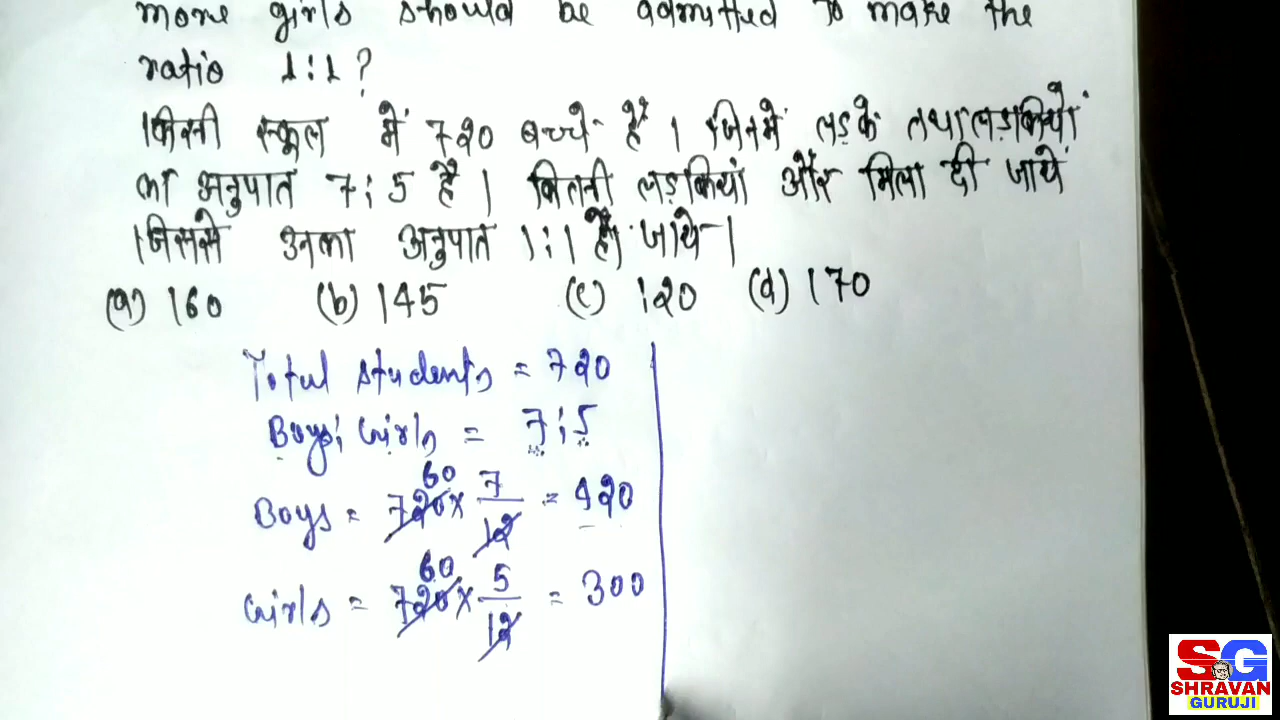 more girls should be admitted to make the
ratio 1:1?
किसी स्कूल में 720 बच्चे हैं। जिनमें लड़के तथा लड़कियों
का अनुपात 7:5 है। कितनी लड़कियां और मिला दी जाये
जिससे उनका अनुपात 1:1 हो जाये।
(a) 160 (b) 145 (c) 120 (d) 170
Total students = 720
Boys: Girls = 7:5
60
Boys = 720 × 7/12 = 420
60
Girls = 720 × 5/12 = 300
SG
SHRAVAN
GURUJI